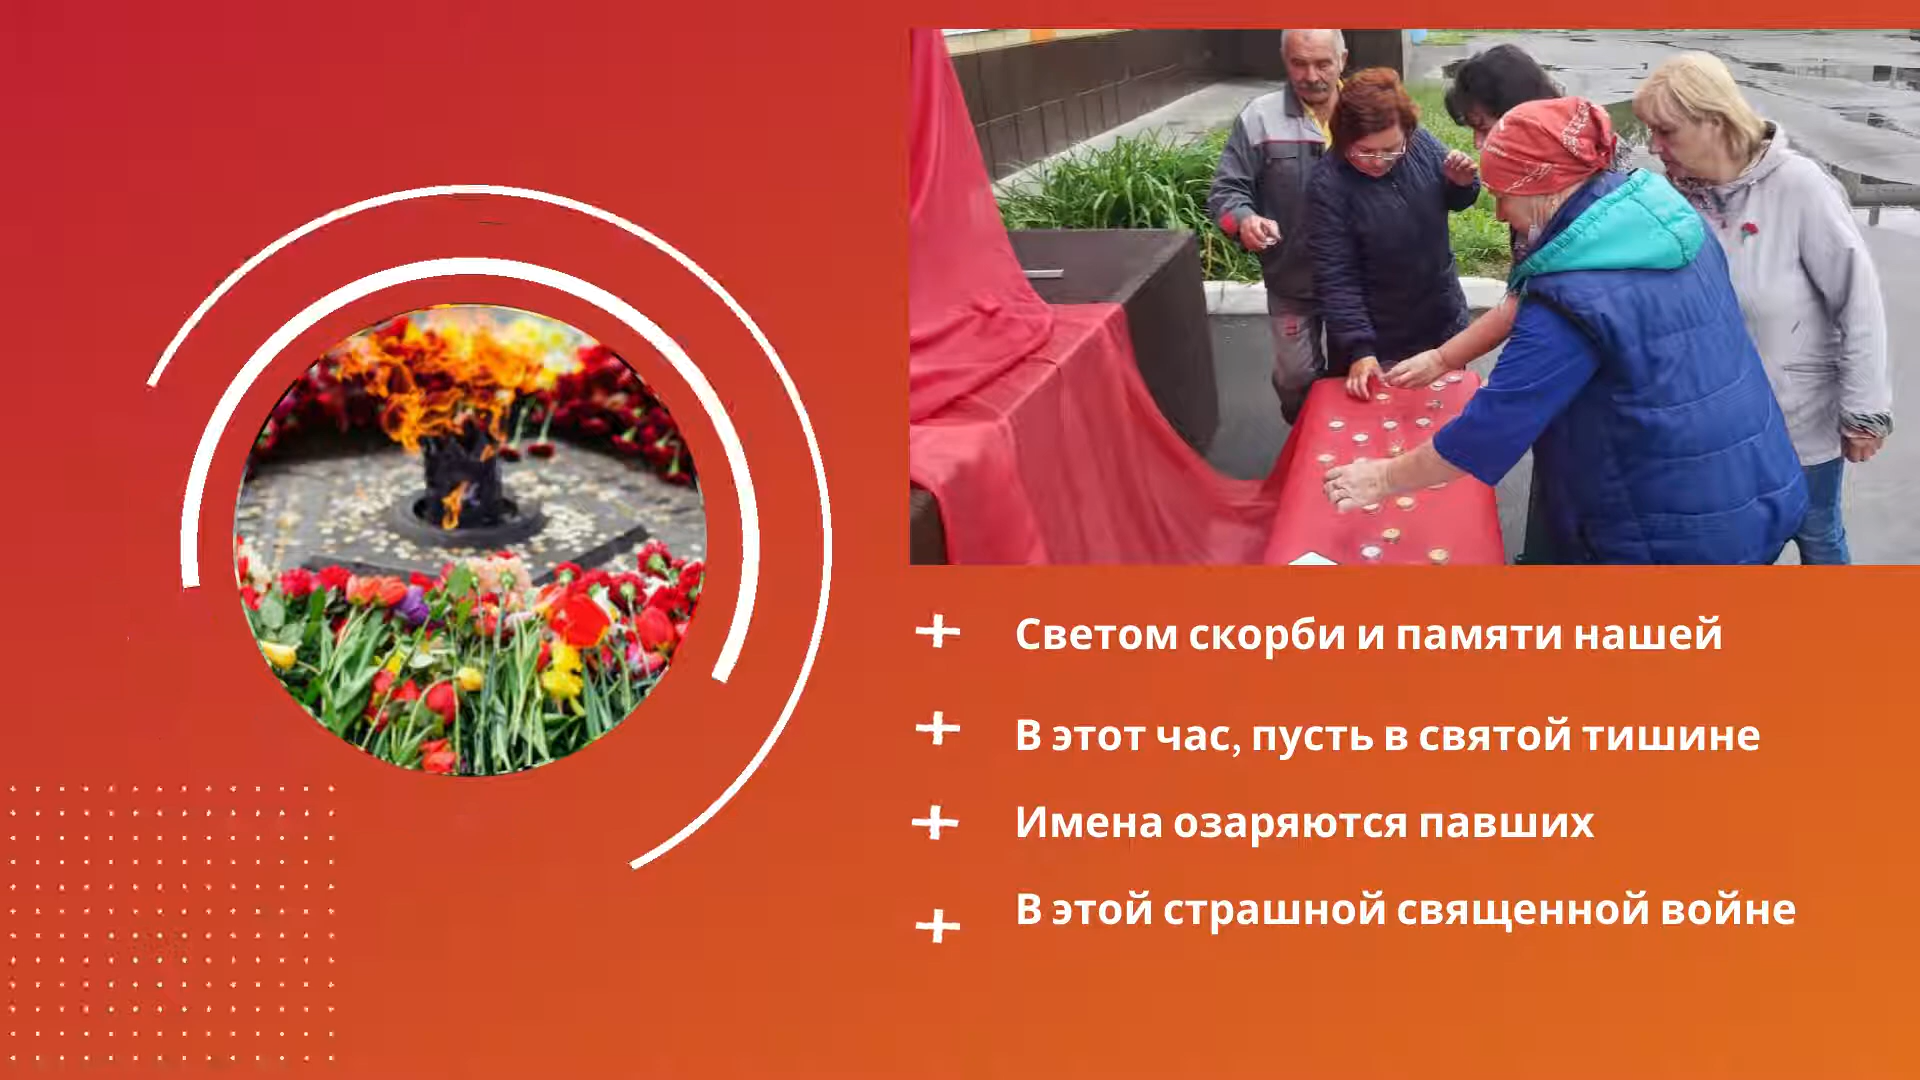 Светом скорби и памяти нашей
В этот час, пусть в святой тишине
Имена озаряются павших
В этой страшной священной войне